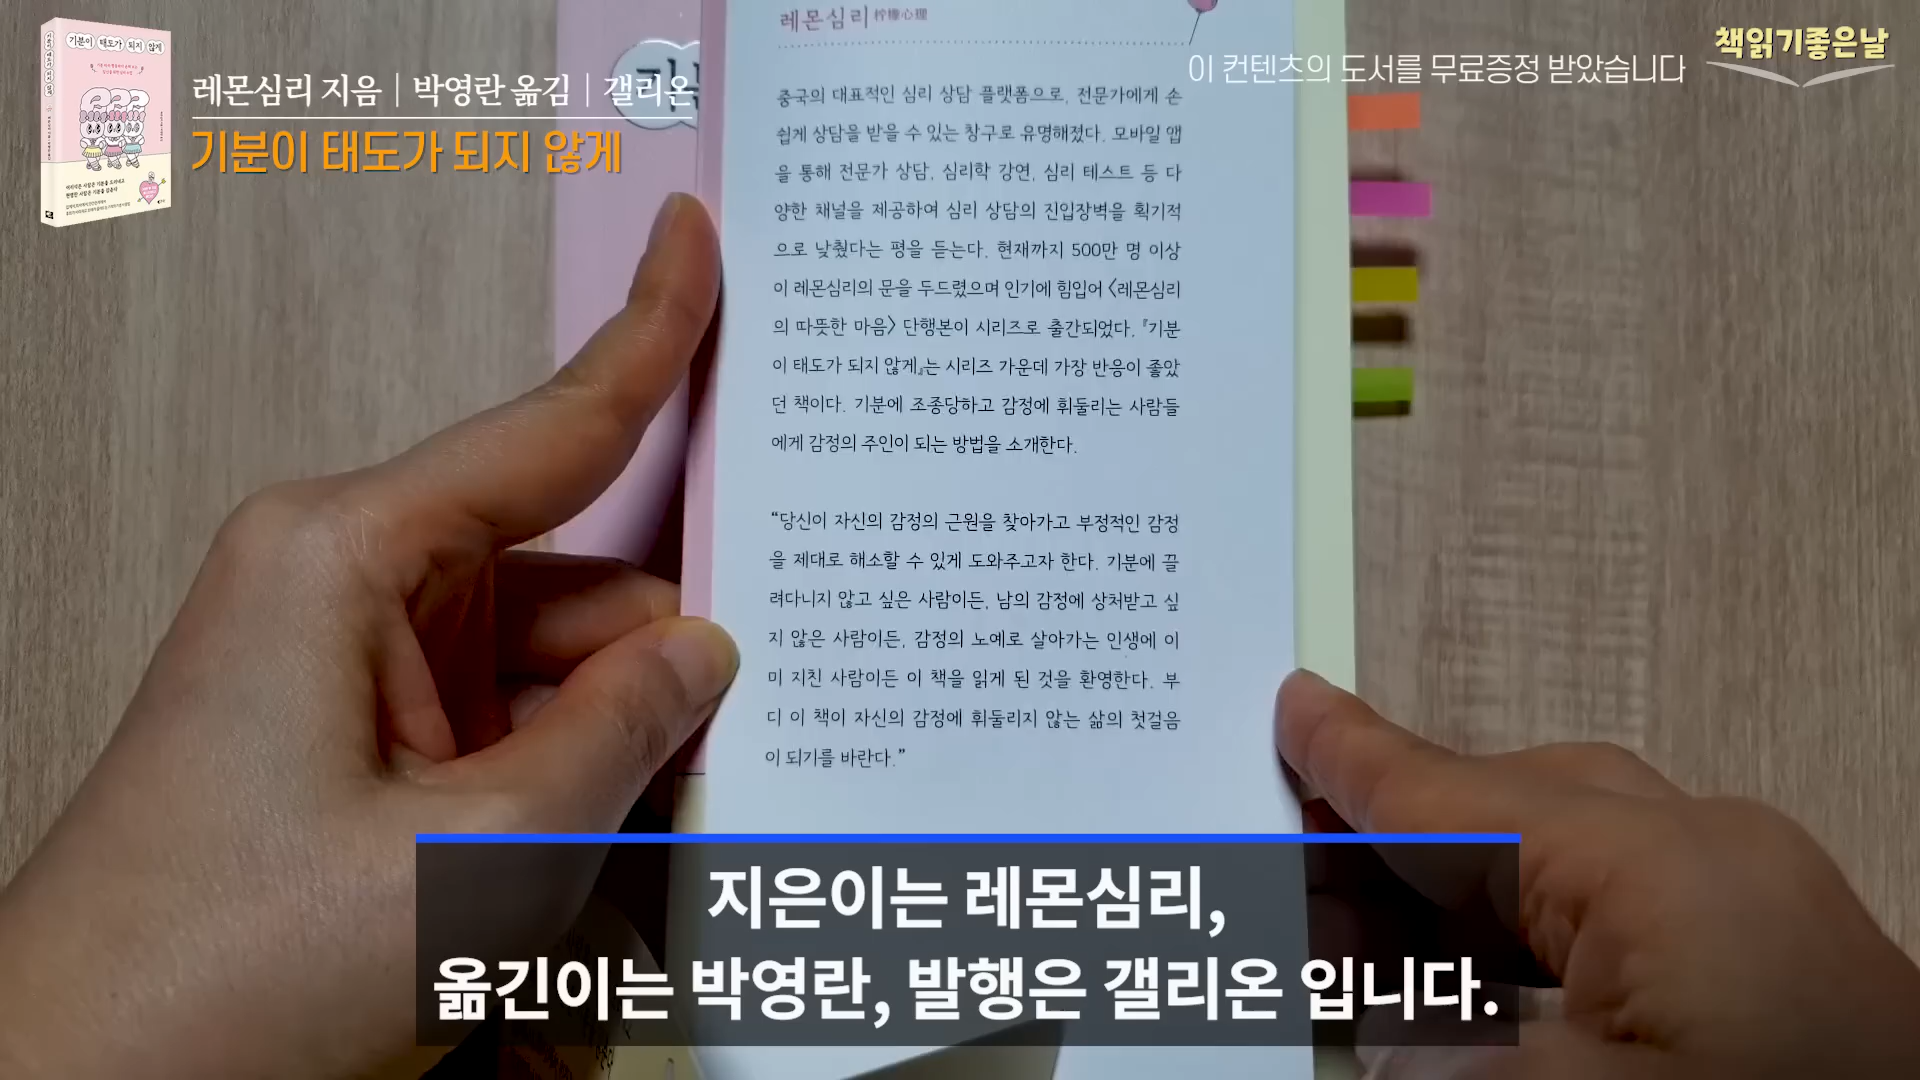 기분이 태도가 되지 않게
레몬심리 지음 | 박영란 옮김 | 갤리온
기분이 태도가 되지 않게
이 컨텐츠의 도서를 무료증정 받았습니다
책읽기좋은날
레몬심리
중국의 대표적인 심리 상담 플랫폼으로, 전문가에게 손
쉽게 상담을 받을 수 있는 창구로 유명해졌다. 모바일 앱
을 통해 전문가 상담, 심리학 강연, 심리 테스트 등 다
양한 채널을 제공하여 심리 상담의 진입장벽을 획기적
으로 낮췄다는 평을 듣는다. 현재까지 500만 명 이상
이 레몬심리의 문을 두드렸으며 인기에 힘입어 〈레몬심리
의 따뜻한 마음〉 단행본이 시리즈로 출간되었다. 『기분
이 태도가 되지 않게』는 시리즈 가운데 가장 반응이 좋았
던 책이다. 기분에 조종당하고 감정에 휘둘리는 사람들
에게 감정의 주인이 되는 방법을 소개한다.
“당신이 자신의 감정의 근원을 찾아가고 부정적인 감정
을 제대로 해소할 수 있게 도와주고자 한다. 기분에 끌
려다니지 않고 싶은 사람이든, 남의 감정에 상처받고 싶
지 않은 사람이든, 감정의 노예로 살아가는 인생에 이
미 지친 사람이든 이 책을 읽게 된 것을 환영한다. 부
디 이 책이 자신의 감정에 휘둘리지 않는 삶의 첫걸음
이 되기를 바란다.”
지은이는 레몬심리,
옮긴이는 박영란, 발행은 갤리온 입니다.